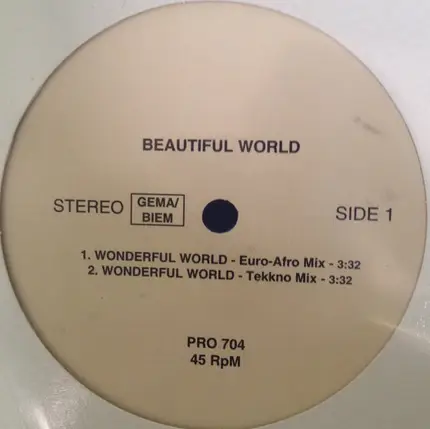 BEAUTIFUL WORLD
STEREO GEMA/ BIEM SIDE 1
1. WONDERFUL WORLD - Euro-Afro Mix - 3:32
2. WONDERFUL WORLD - Tekkno Mix - 3:32
PRO 704
45 RpM